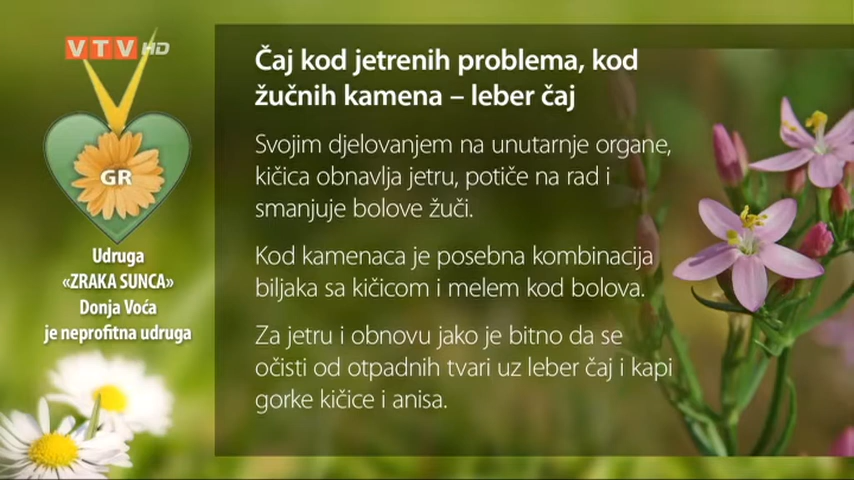 VTV HD
GR
Udruga
«ZRAKA SUNCA»
Donja Voća
je neprofitna udruga
Čaj kod jetrenih problema, kod
žučnih kamena – leber čaj
Svojim djelovanjem na unutarnje organe,
kičica obnavlja jetru, potiče na rad i
smanjuje bolove žuči.
Kod kamenaca je posebna kombinacija
biljaka sa kičicom i melem kod bolova.
Za jetru i obnovu jako je bitno da se
očisti od otpadnih tvari uz leber čaj i kapi
gorke kičice i anisa.